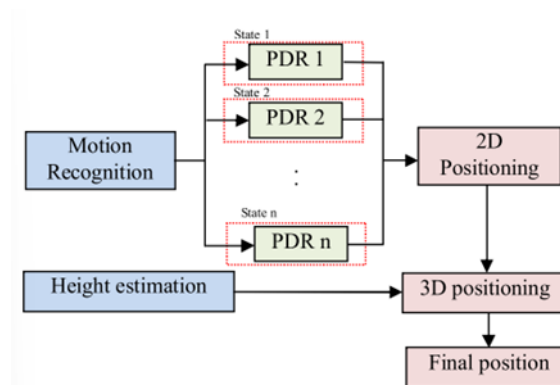 State 1
PDR 1
State 2
PDR 2
Motion
Recognition
:
State n
PDR n
2D
Positioning
Height estimation
3D positioning
Final position